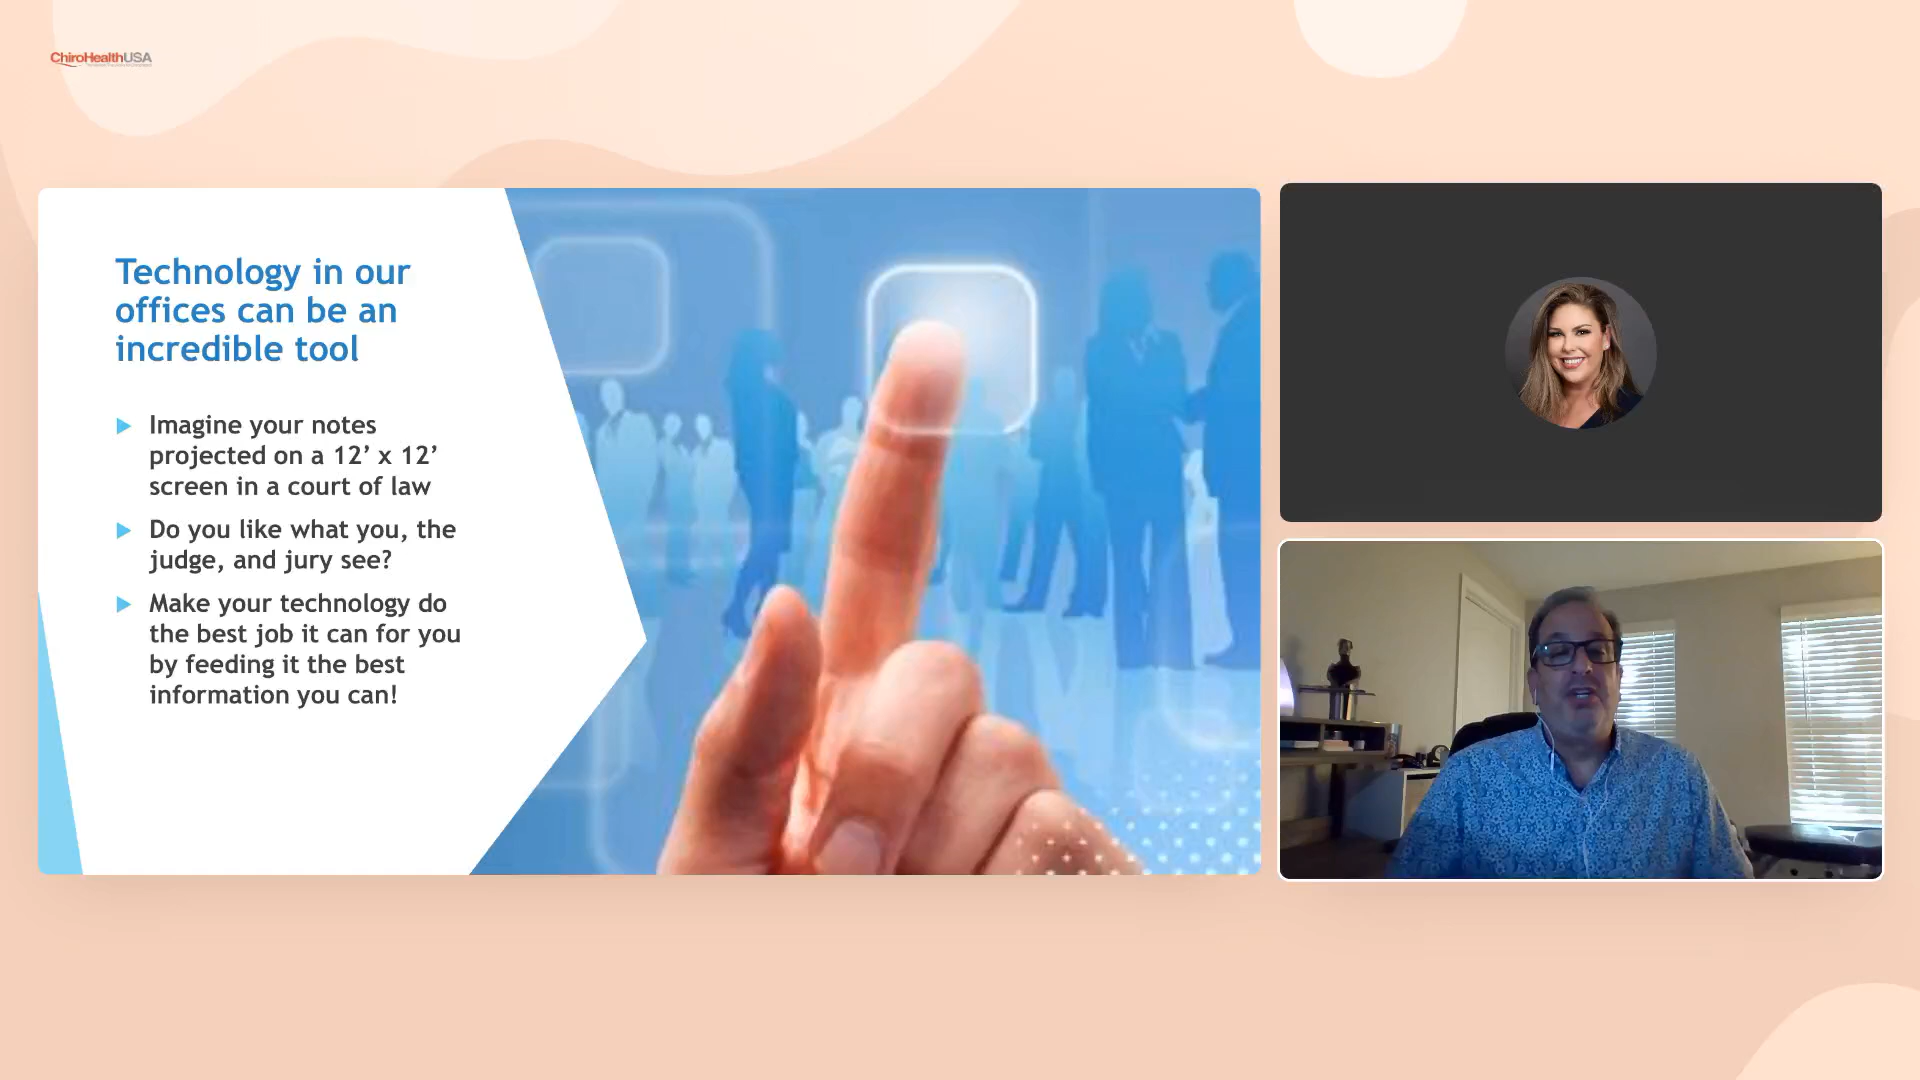 ChiroHealthUSA
Technology in our
offices can be an
incredible tool
Imagine your notes
projected on a 12’ x 12’
screen in a court of law
Do you like what you, the
judge, and jury see?
Make your technology do
the best job it can for you
by feeding it the best
information you can!